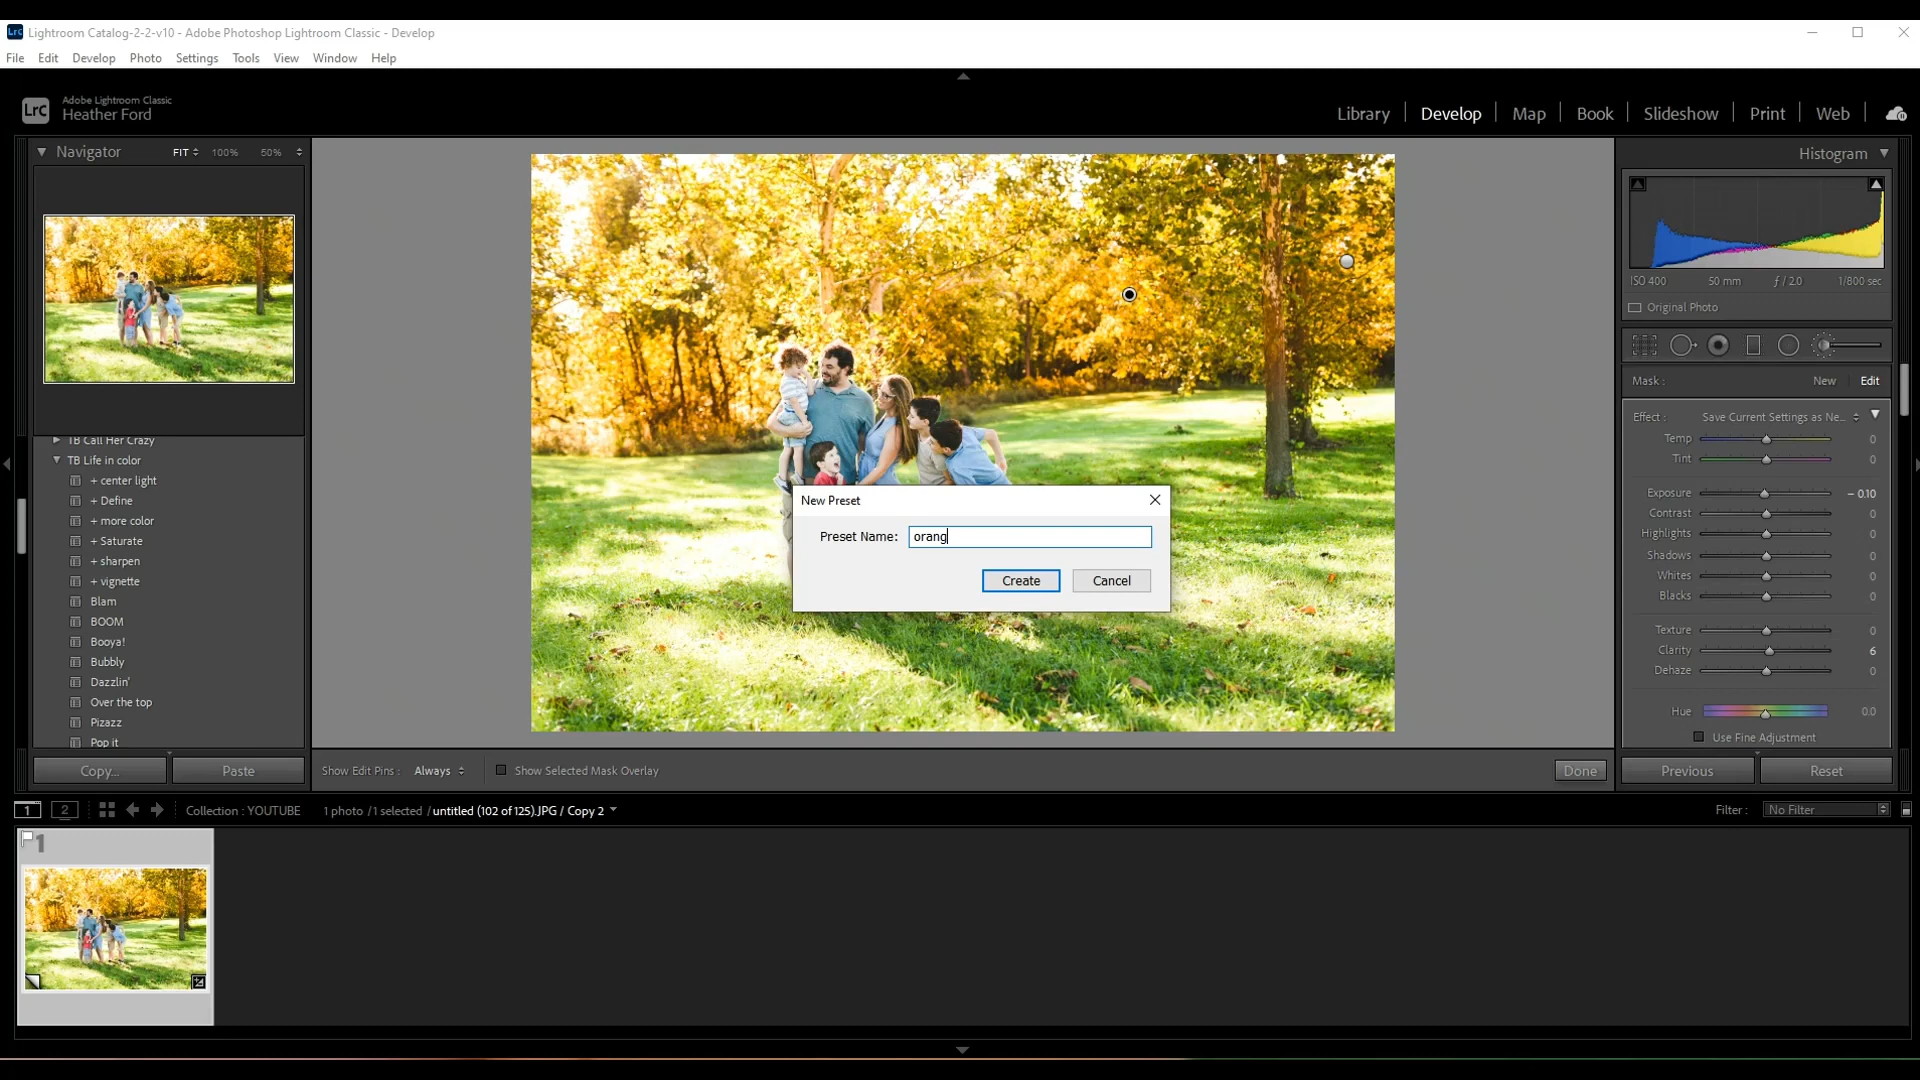 Lrc Lightroom Catalog-2-2-v10 - Adobe Photoshop Lightroom Classic - Develop
File Edit Develop Photo Settings Tools View Window Help
Lrc
Adobe Lightroom Classic
Heather Ford
Library Develop Map Book Slideshow Print Web
Navigator FIT 100% 50%
Histogram
ISO 400 50 mm ƒ / 2.0 1/800 sec
Original Photo
Mask : New Edit
Effect : Save Current Settings as Ne...
Temp 0
Tint 0
Exposure – 0.10
Contrast 0
Highlights 0
Shadows 0
Whites 0
Blacks 0
Texture 0
Clarity 6
Dehaze 0
Hue 0.0
Use Fine Adjustment
TB Call Her Crazy
TB Life in color
+ center light
+ Define
+ more color
+ Saturate
+ sharpen
+ vignette
Blam
BOOM
Booya!
Bubbly
Dazzlin'
Over the top
Pizazz
Pop it
New Preset
Preset Name: orang
Create Cancel
Copy... Paste
Show Edit Pins : Always Show Selected Mask Overlay Done
Previous Reset
1 2 Collection : YOUTUBE 1 photo /1 selected /untitled (102 of 125).JPG / Copy 2
Filter : No Filter
1